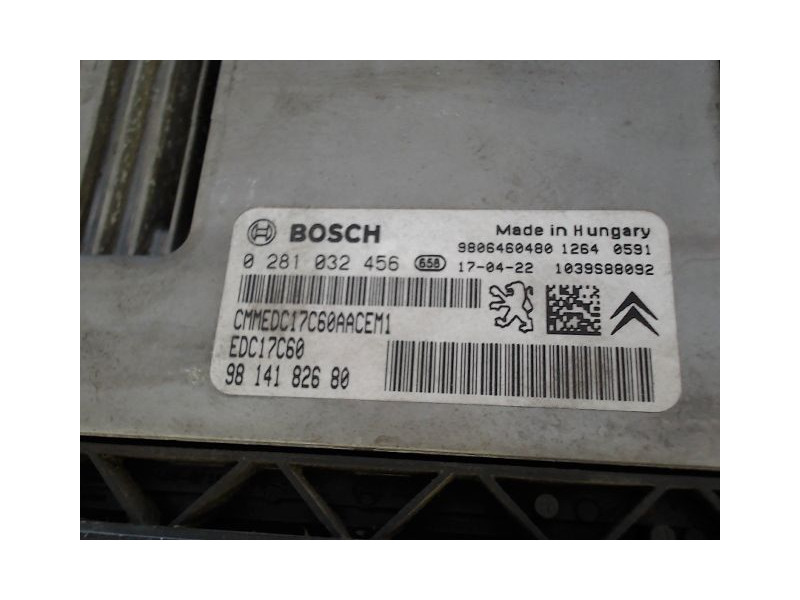 BOSCH
Made in Hungary
9806460480 1264 0591
0 281 032 456 658 17-04-22 1039S88092
CMMEDC17C60AACEM1
EDC17C60
98 141 826 80